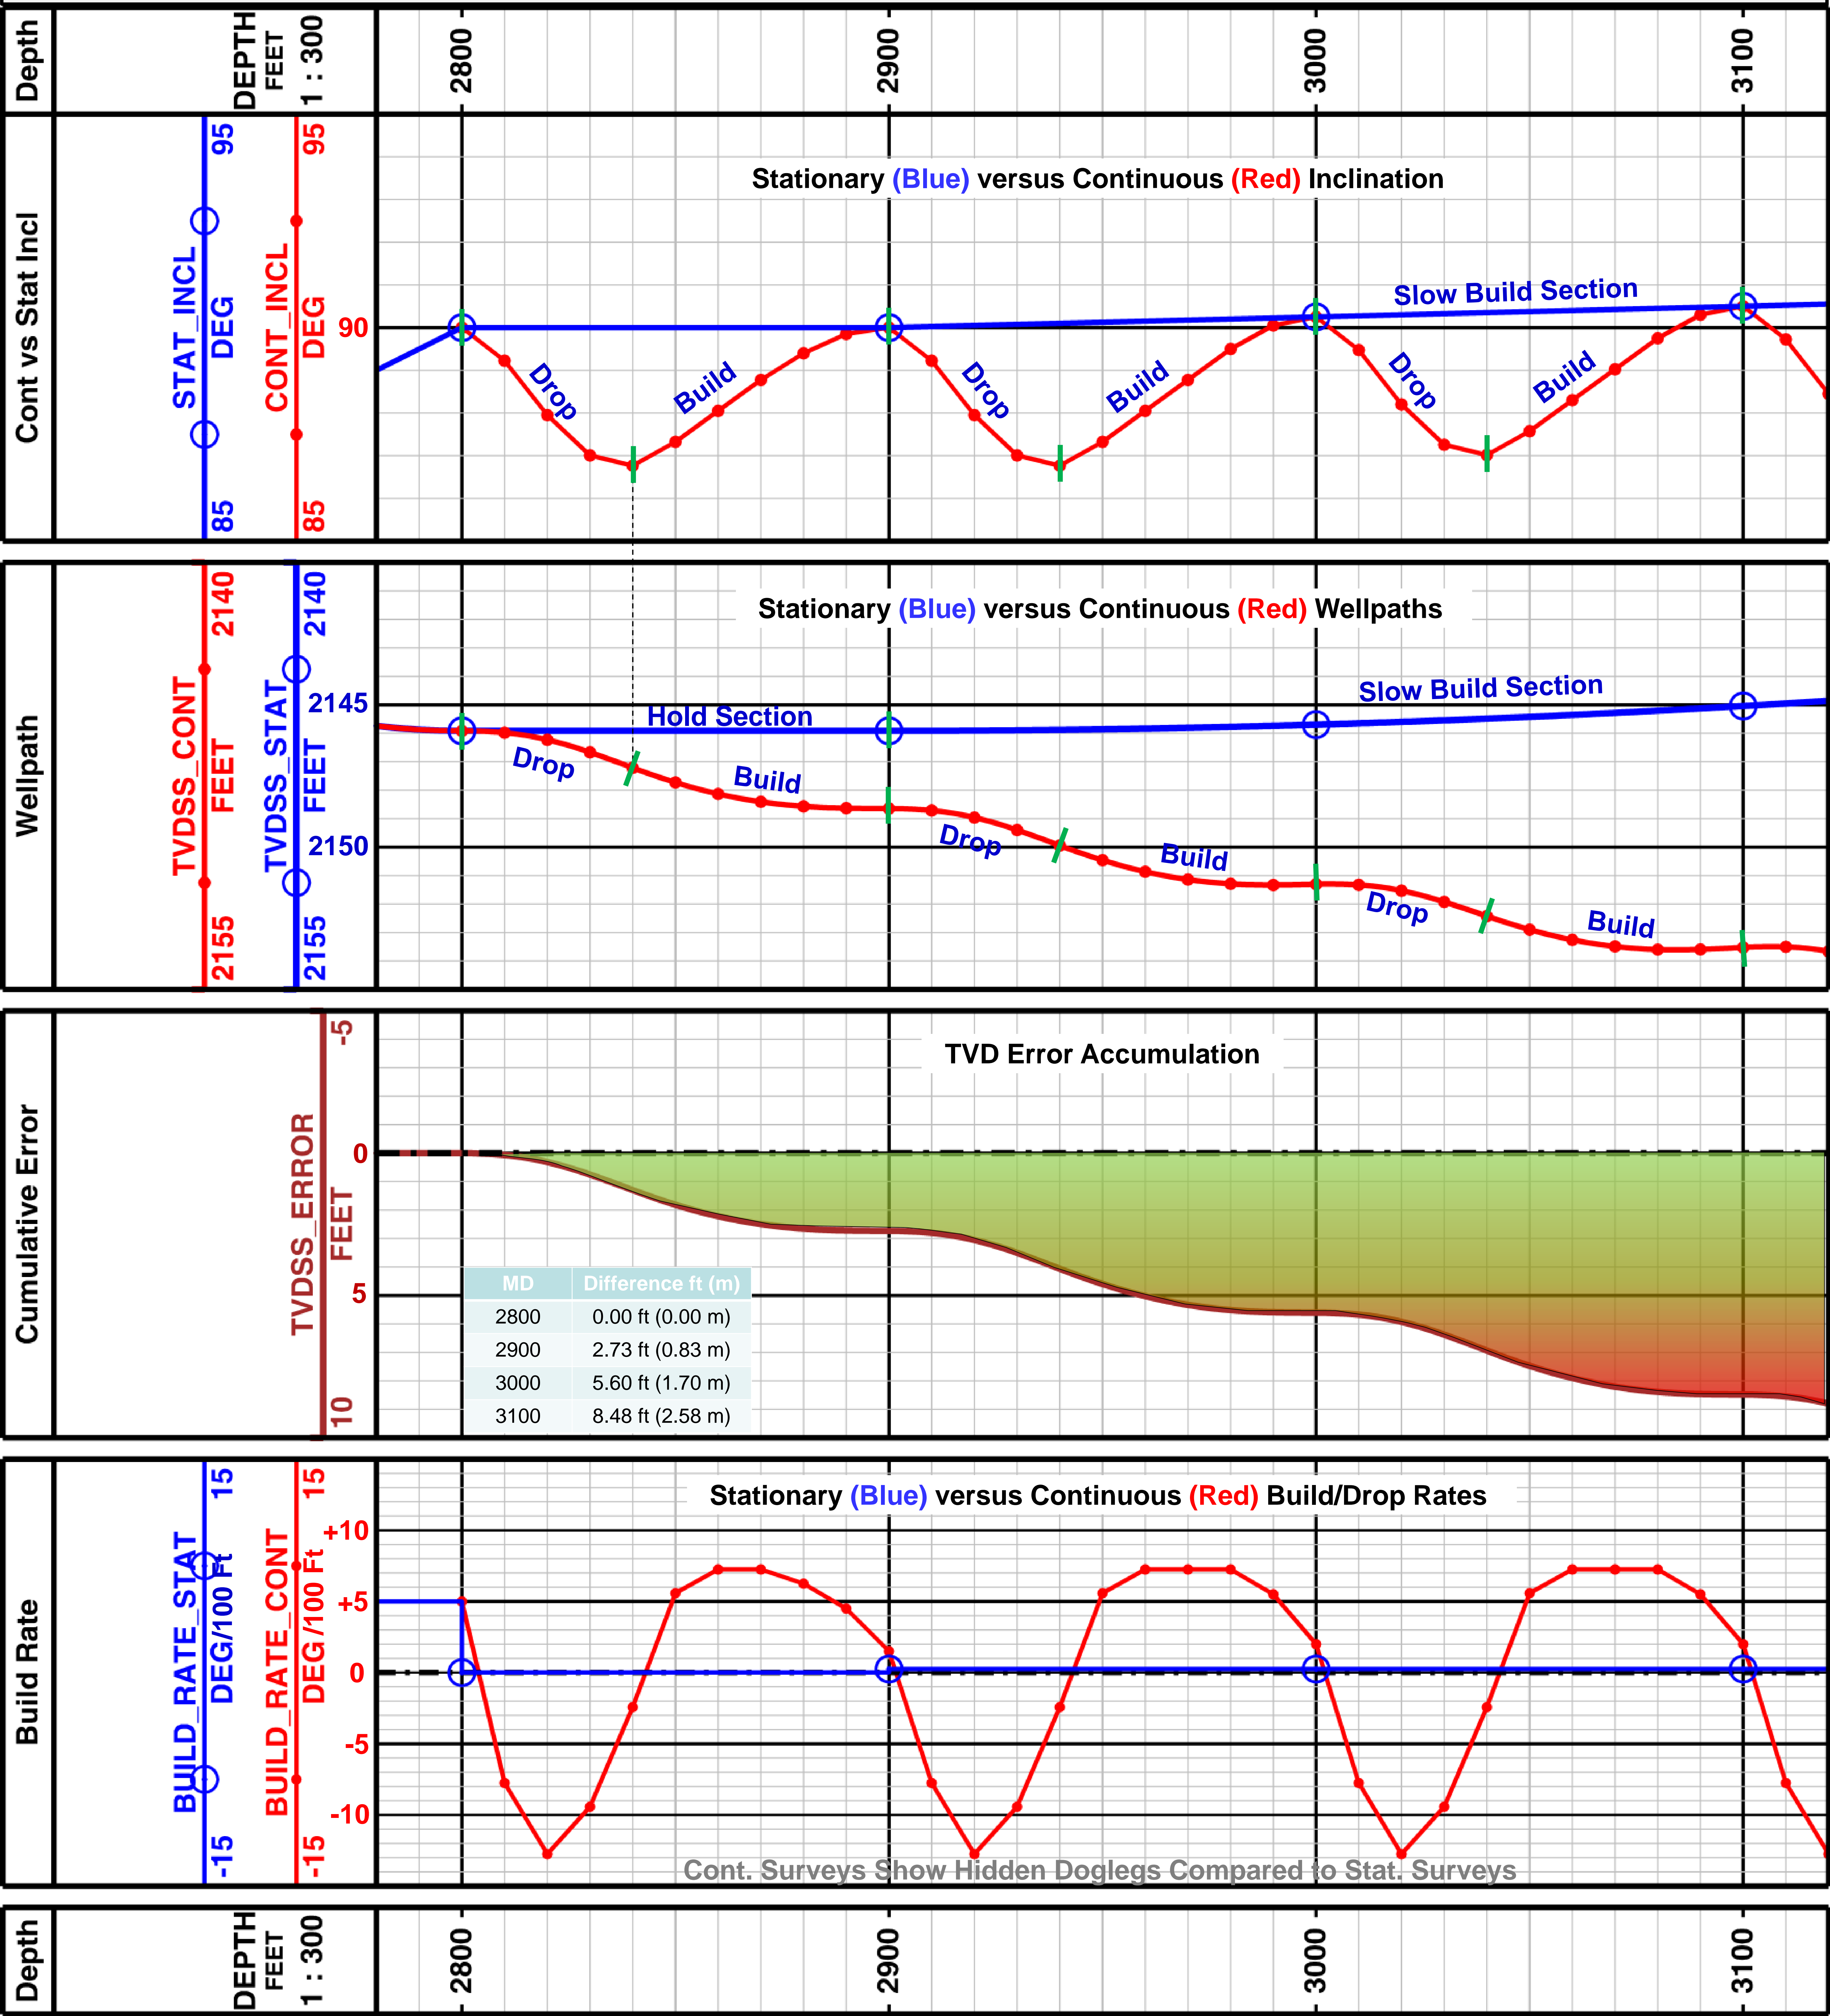 Depth
DEPTH
FEET
1 : 300
2800
2900
3000
3100
Cont vs Stat Incl
STAT_INCL
DEG
95
85
CONT_INCL
DEG
95
85
90
Stationary (Blue) versus Continuous (Red) Inclination
Slow Build Section
Drop
Build
Drop
Build
Drop
Build
Wellpath
TVDSS_CONT
FEET
2140
2155
TVDSS_STAT
FEET
2140
2155
2145
2150
Stationary (Blue) versus Continuous (Red) Wellpaths
Hold Section
Slow Build Section
Drop
Build
Drop
Build
Drop
Build
Cumulative Error
TVDSS_ERROR
FEET
-5
10
0
5
TVD Error Accumulation
MD Difference ft (m)
2800 0.00 ft (0.00 m)
2900 2.73 ft (0.83 m)
3000 5.60 ft (1.70 m)
3100 8.48 ft (2.58 m)
Build Rate
BUILD_RATE_STAT
DEG/100 Ft
15
-15
BUILD_RATE_CONT
DEG /100 Ft
15
-15
+10
+5
0
-5
-10
Stationary (Blue) versus Continuous (Red) Build/Drop Rates
Cont. Surveys Show Hidden Doglegs Compared to Stat. Surveys
Depth
DEPTH
FEET
1 : 300
2800
2900
3000
3100